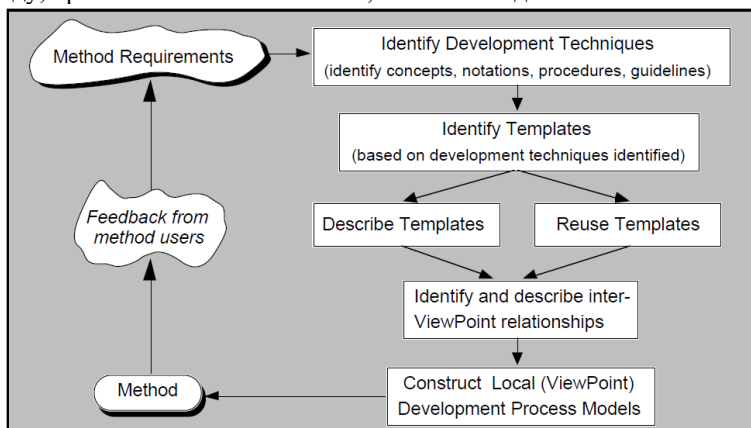 Method Requirements
Identify Development Techniques
(identify concepts, notations, procedures, guidelines)
Identify Templates
(based on development techniques identified)
Feedback from
method users
Describe Templates
Reuse Templates
Identify and describe inter-
ViewPoint relationships
Method
Construct Local (ViewPoint)
Development Process Models